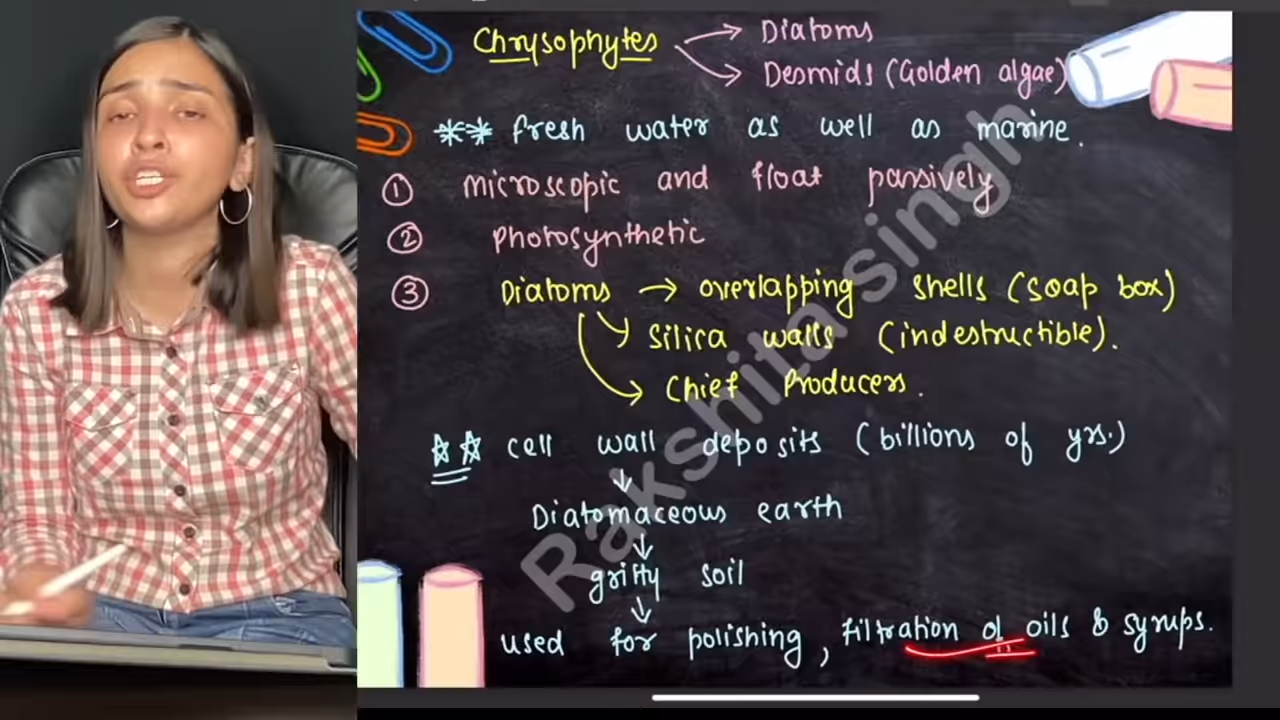 Chrysophytes → Diatoms
→ Desmids (Golden algae)
** fresh water as well as marine.
① microscopic and float passively
② Photosynthetic
③ Diatoms → overlapping shells (soap box)
→ Silica walls (indestructible).
→ Chief Producers.
☆☆ cell wall deposits (billions of yrs.)
↓
Diatomaceous earth
↓
gritty soil
↓
used for polishing, filtration of oils & syrups.
Rakshita singh